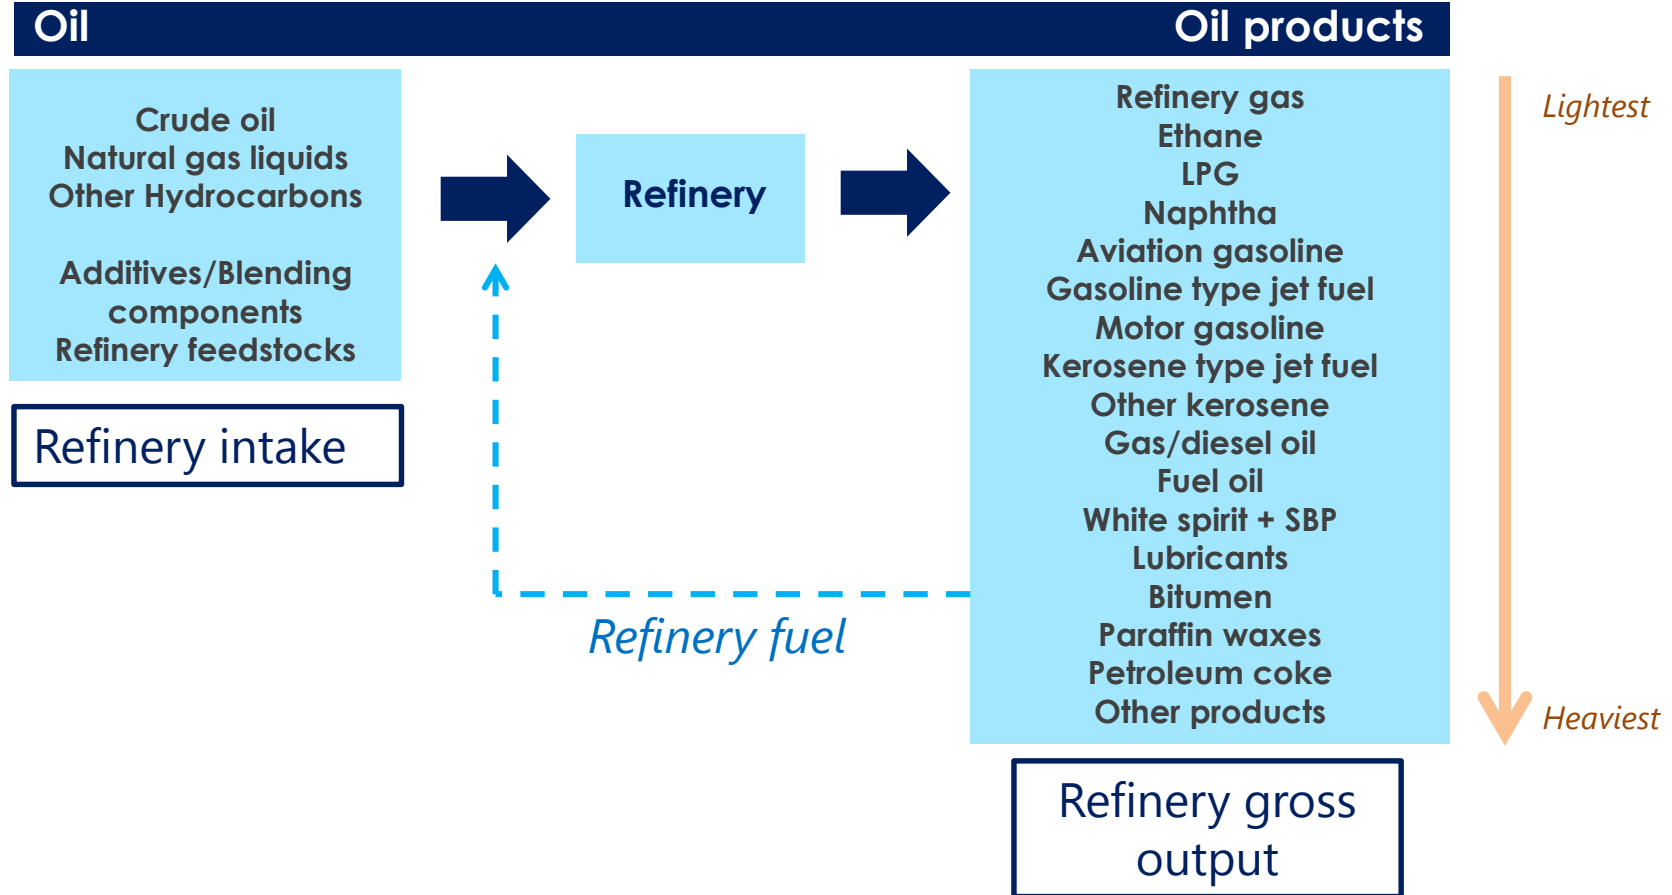 Oil
Oil products
Crude oil
Natural gas liquids
Other Hydrocarbons
Additives/Blending
components
Refinery feedstocks
Refinery intake
Refinery
Refinery fuel
Refinery gas
Ethane
LPG
Naphtha
Aviation gasoline
Gasoline type jet fuel
Motor gasoline
Kerosene type jet fuel
Other kerosene
Gas/diesel oil
Fuel oil
White spirit + SBP
Lubricants
Bitumen
Paraffin waxes
Petroleum coke
Other products
Refinery gross
output
Lightest
Heaviest